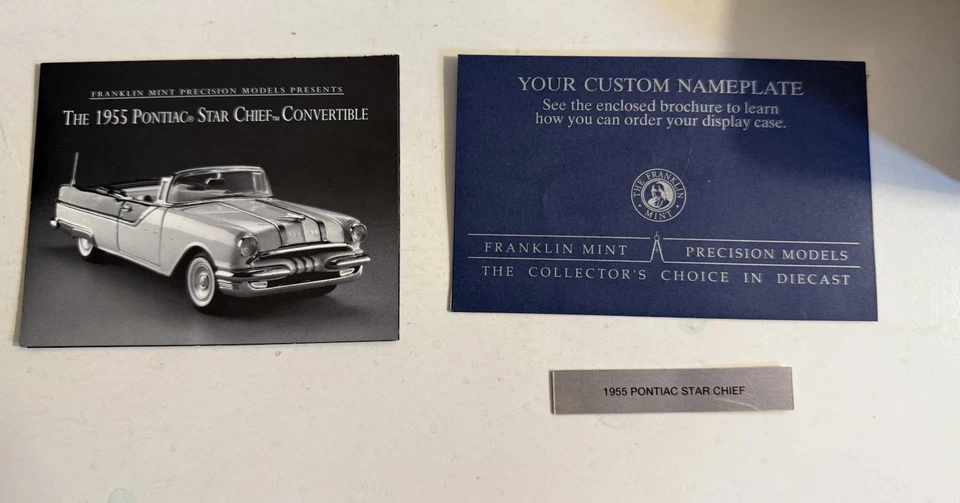 FRANKLIN MINT PRECISION MODELS PRESENTS
THE 1955 PONTIAC® STAR CHIEF™ CONVERTIBLE
YOUR CUSTOM NAMEPLATE
See the enclosed brochure to learn
how you can order your display case.
THE FRANKLIN
MINT
FRANKLIN MINT PRECISION MODELS
THE COLLECTOR'S CHOICE IN DIECAST
1955 PONTIAC STAR CHIEF